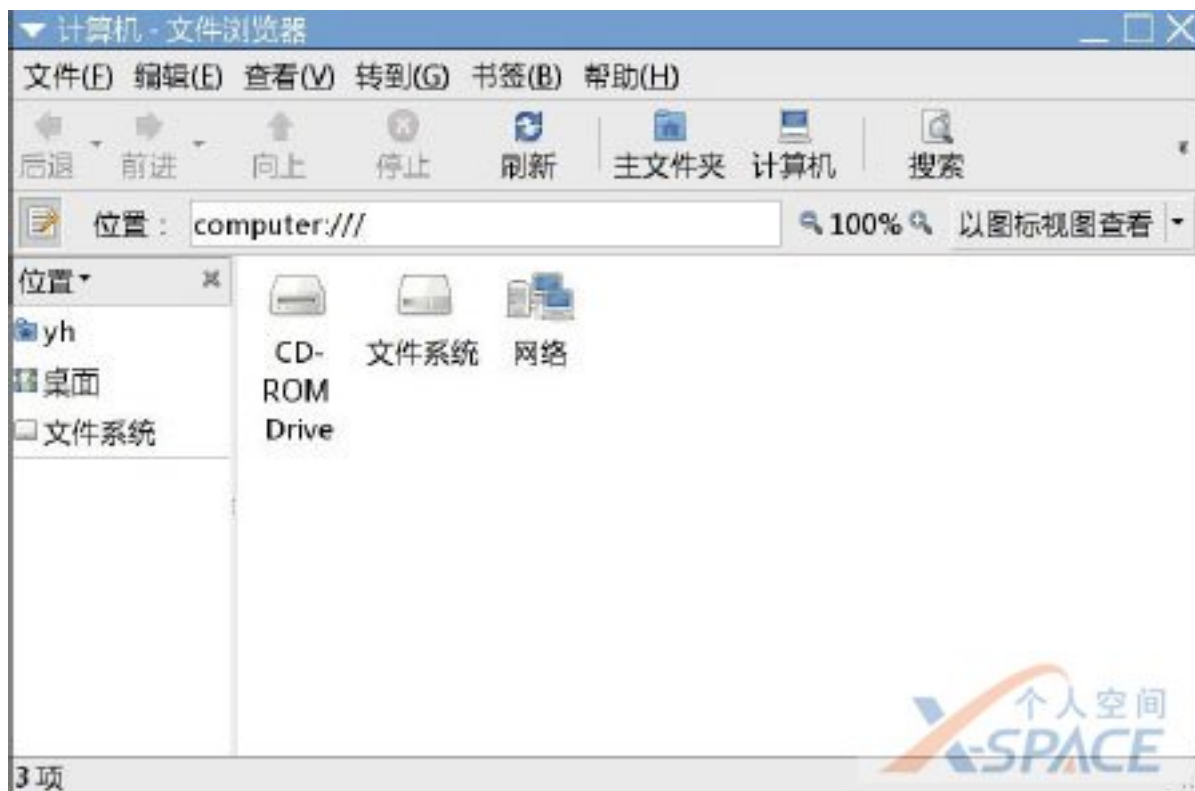 计算机 - 文件浏览器
文件(F) 编辑(E) 查看(V) 转到(G) 书签(B) 帮助(H)
后退 前进 向上 停止 刷新 主文件夹 计算机 搜索
位置： computer:/// 100% 以图标视图查看
位置
yh
桌面
文件系统
CD-
ROM
Drive
文件系统
网络
个人空间
X-SPACE
3 项